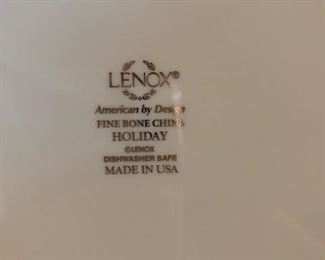 LENOX®
American by Design
FINE BONE CHINA
HOLIDAY
©LENOX
DISHWASHER SAFE
MADE IN USA